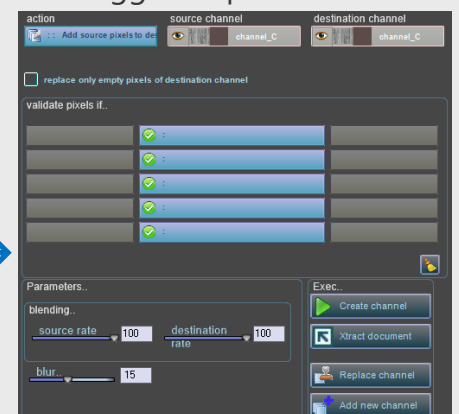 action source channel destination channel
:: Add source pixels to de channel_C channel_C
replace only empty pixels of destination channel
validate pixels if..
:
:
:
:
:
Parameters.. Exec..
blending.. Create channel
source rate 100 destination rate 100
Xtract document
blur.. 15 Replace channel
Add new channel